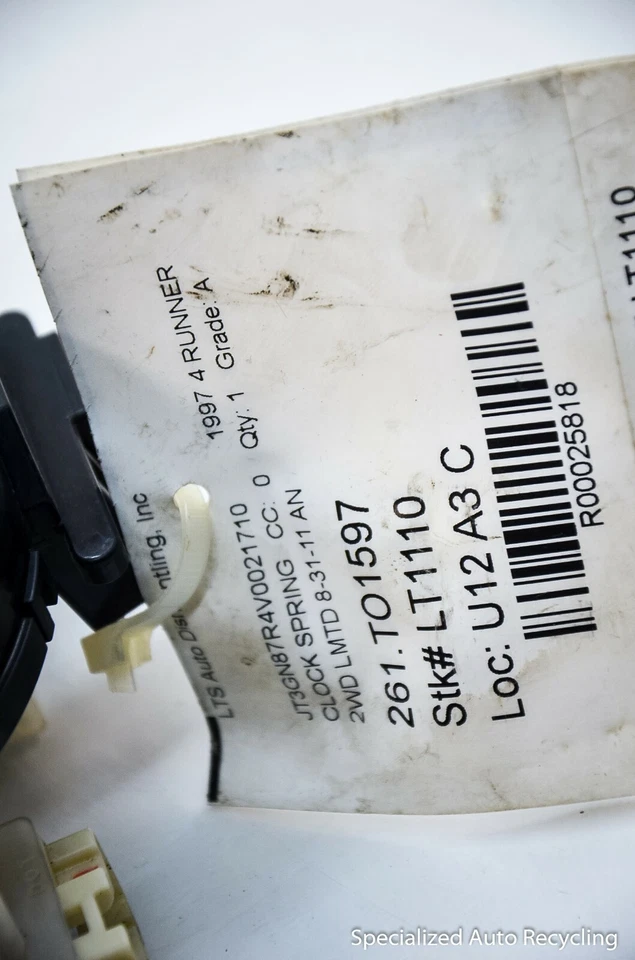 LTS Auto Dis ntling, Inc
1997 4 RUNNER
JT3GN87R4V0021710 Qty: 1 Grade: A
CLOCK SPRING CC: 0
2WD LMTD 8-31-11 AN
261.TO1597
Stk# LT1110
Loc: U12 A3 C
R00025818
LT1110
Specialized Auto Recycling